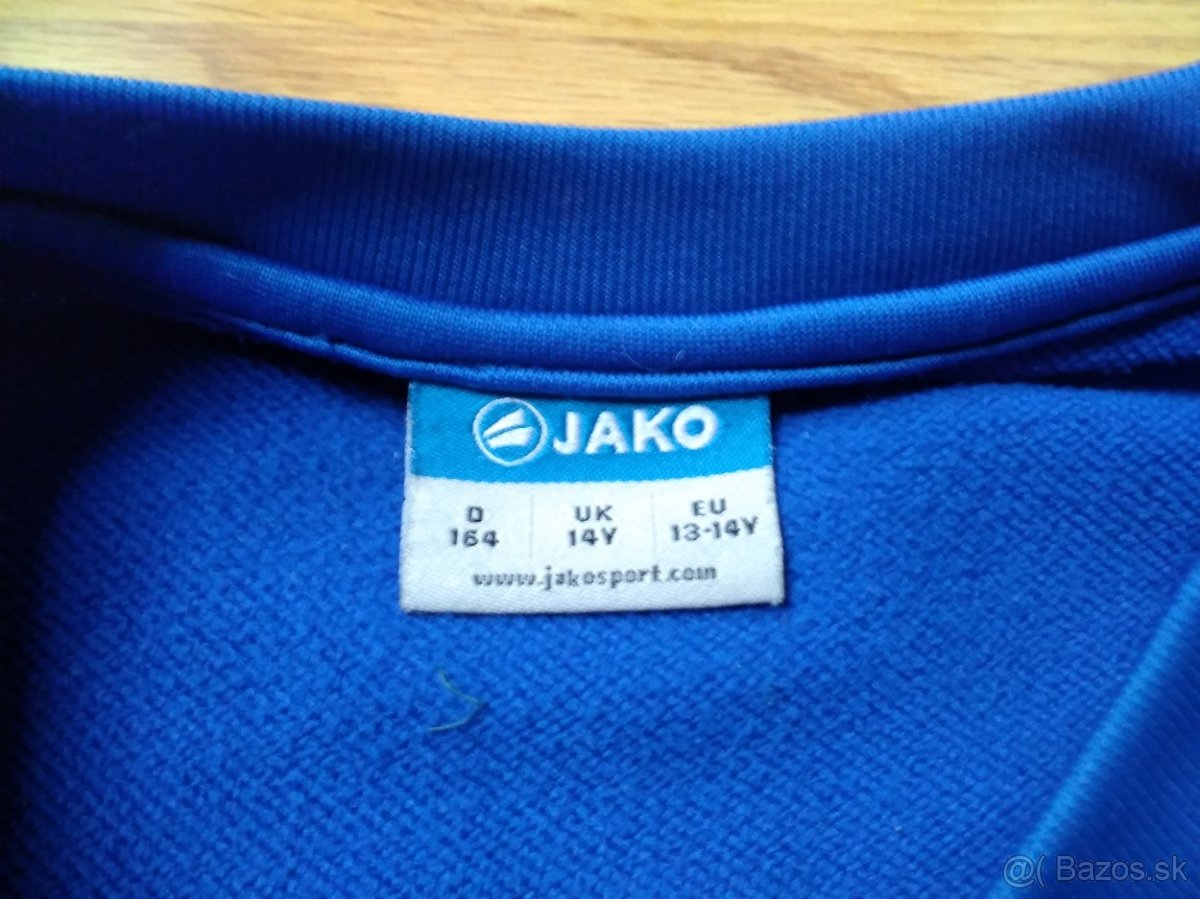 JAKO
D UK EU
164 14Y 13-14Y
www.jakosport.com
@( Bazos.sk